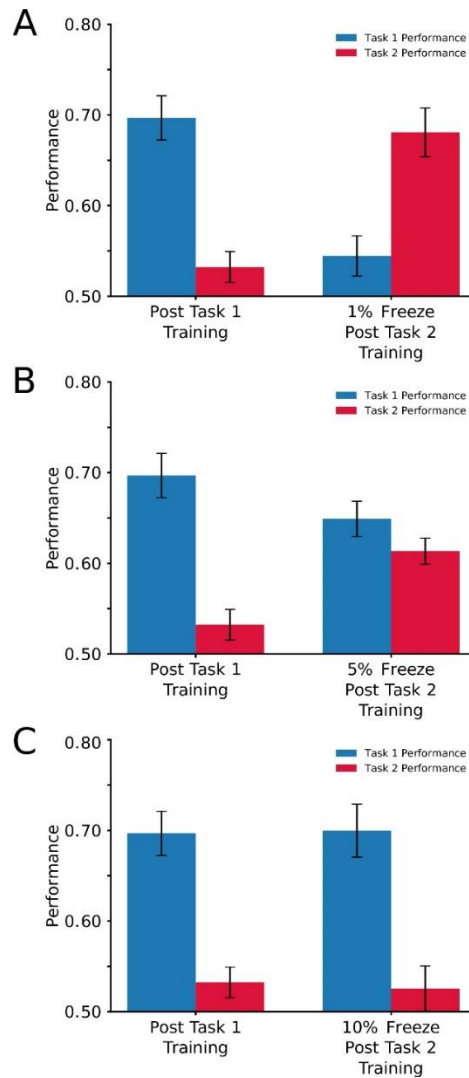 A
0.80
0.70
0.60
0.50
Performance
Task 1 Performance
Task 2 Performance
Post Task 1
Training
1% Freeze
Post Task 2
Training
B
0.80
0.70
0.60
0.50
Performance
Task 1 Performance
Task 2 Performance
Post Task 1
Training
5% Freeze
Post Task 2
Training
C
0.80
0.70
0.60
0.50
Performance
Task 1 Performance
Task 2 Performance
Post Task 1
Training
10% Freeze
Post Task 2
Training